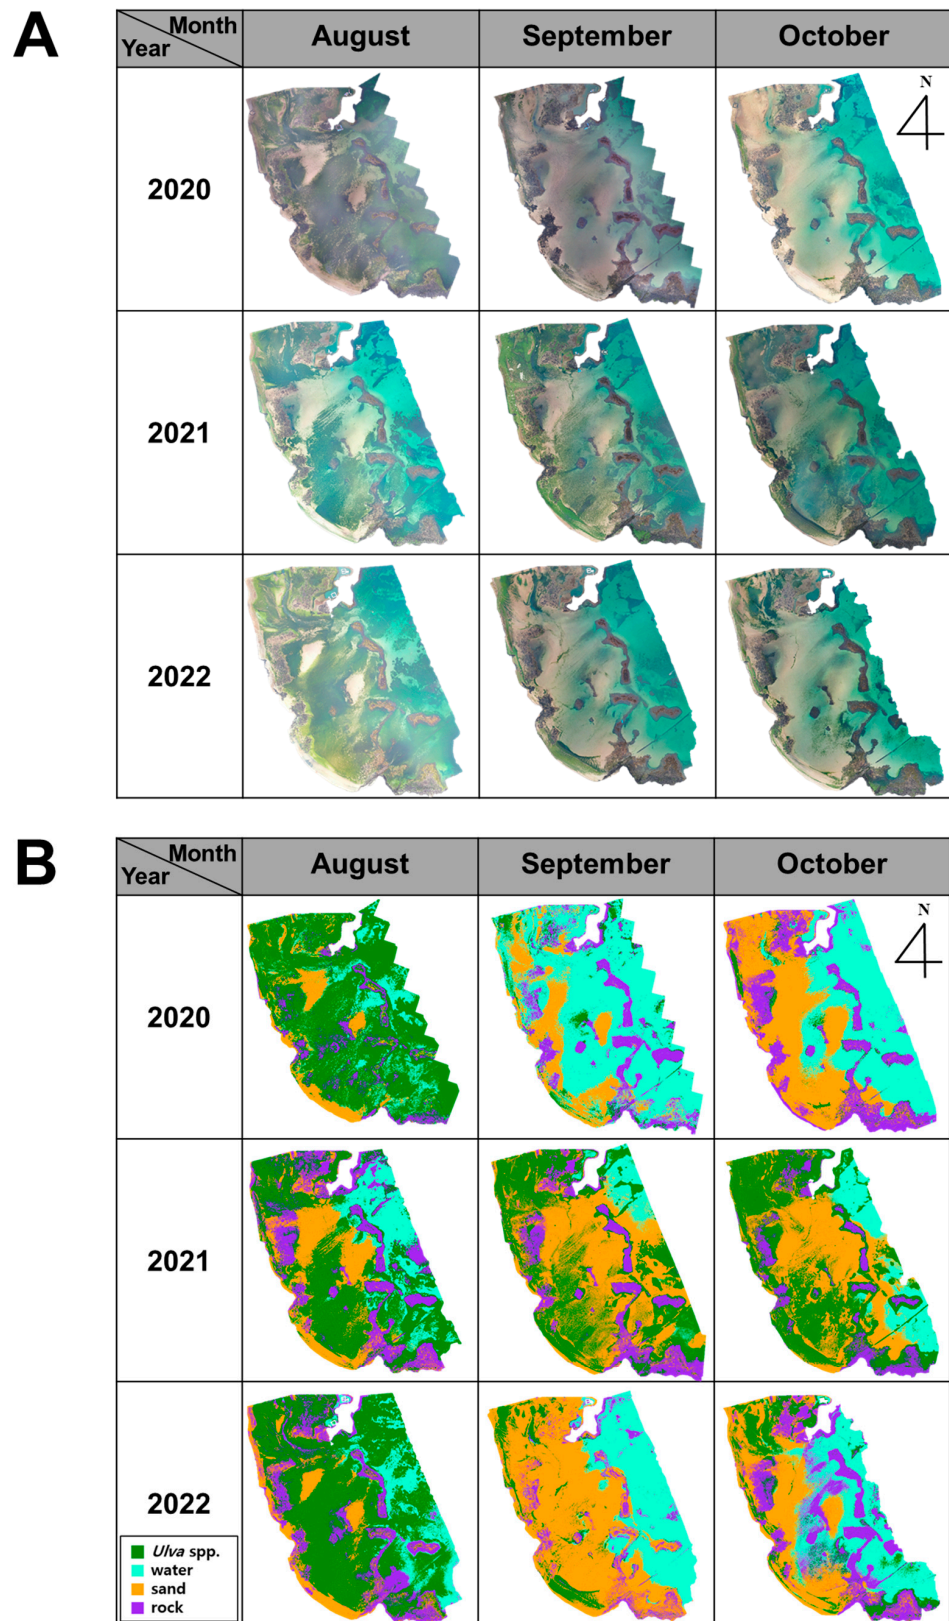 A
Month
Year
August
September
October
2020
N
2021
2022
B
Month
Year
August
September
October
2020
N
2021
2022
Ulva spp.
water
sand
rock